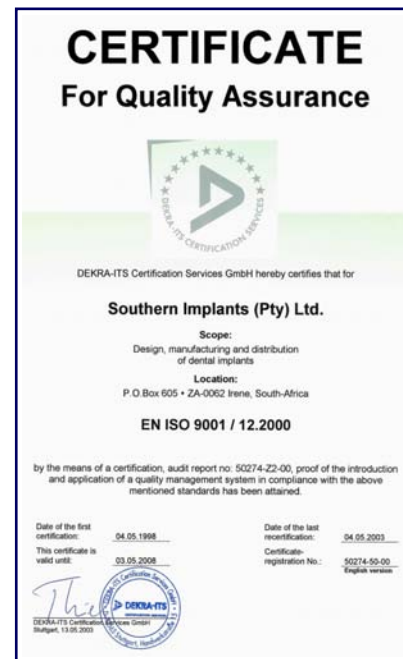 CERTIFICATE
For Quality Assurance
DEKRA-ITS CERTIFICATION SERVICES
DEKRA-ITS Certification Services GmbH hereby certifies that for
Southern Implants (Pty) Ltd.
Scope:
Design, manufacturing and distribution
of dental implants
Location:
P.O.Box 605 • ZA-0062 Irene, South-Africa
EN ISO 9001 / 12.2000
by the means of a certification, audit report no: 50274-Z2-00, proof of the introduction
and application of a quality management system in compliance with the above
mentioned standards has been attained.
Date of the first
certification: 04.05.1998
This certificate is
valid until: 03.05.2008
Date of the last
recertification: 04.05.2003
Certificate-
registration No.: 50274-50-00
English version
DEKRA-ITS
DEKRA-ITS Certification Services GmbH
Stuttgart, 13.05.2003